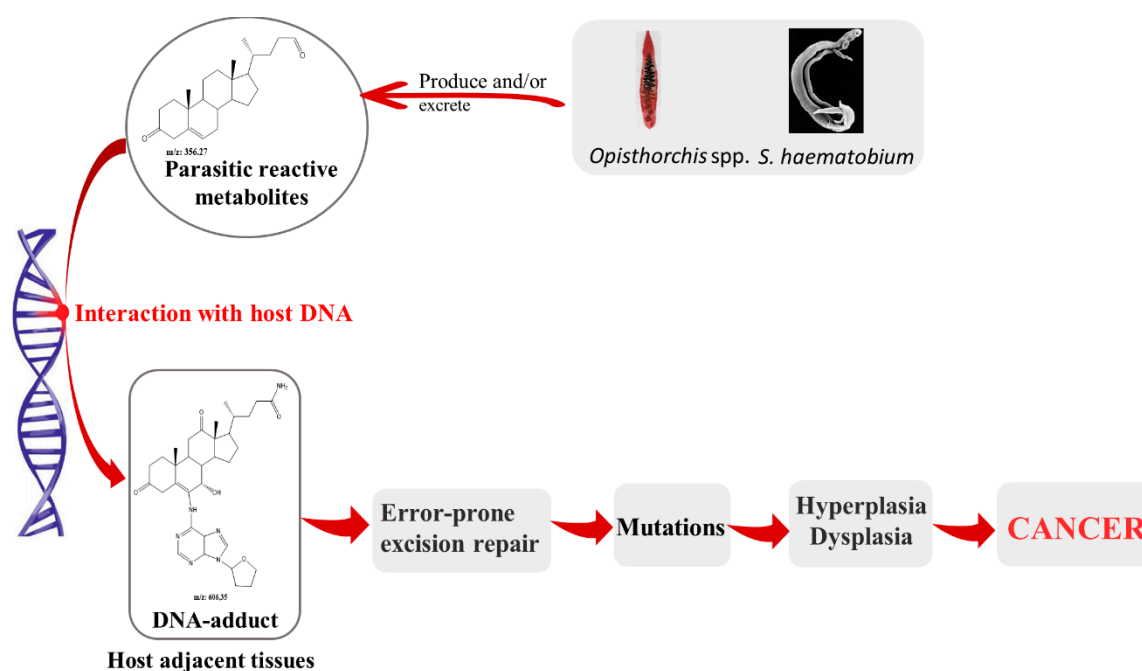 O
O
m/z: 356.27
Parasitic reactive
metabolites
Produce and/or
excrete
Opisthorchis spp.
S. haematobium
Interaction with host DNA
NH₂
O
O
O
OH
NH
N
N
N
N
O
m/z: 606,35
DNA-adduct
Host adjacent tissues
Error-prone
excision repair
Mutations
Hyperplasia
Dysplasia
CANCER